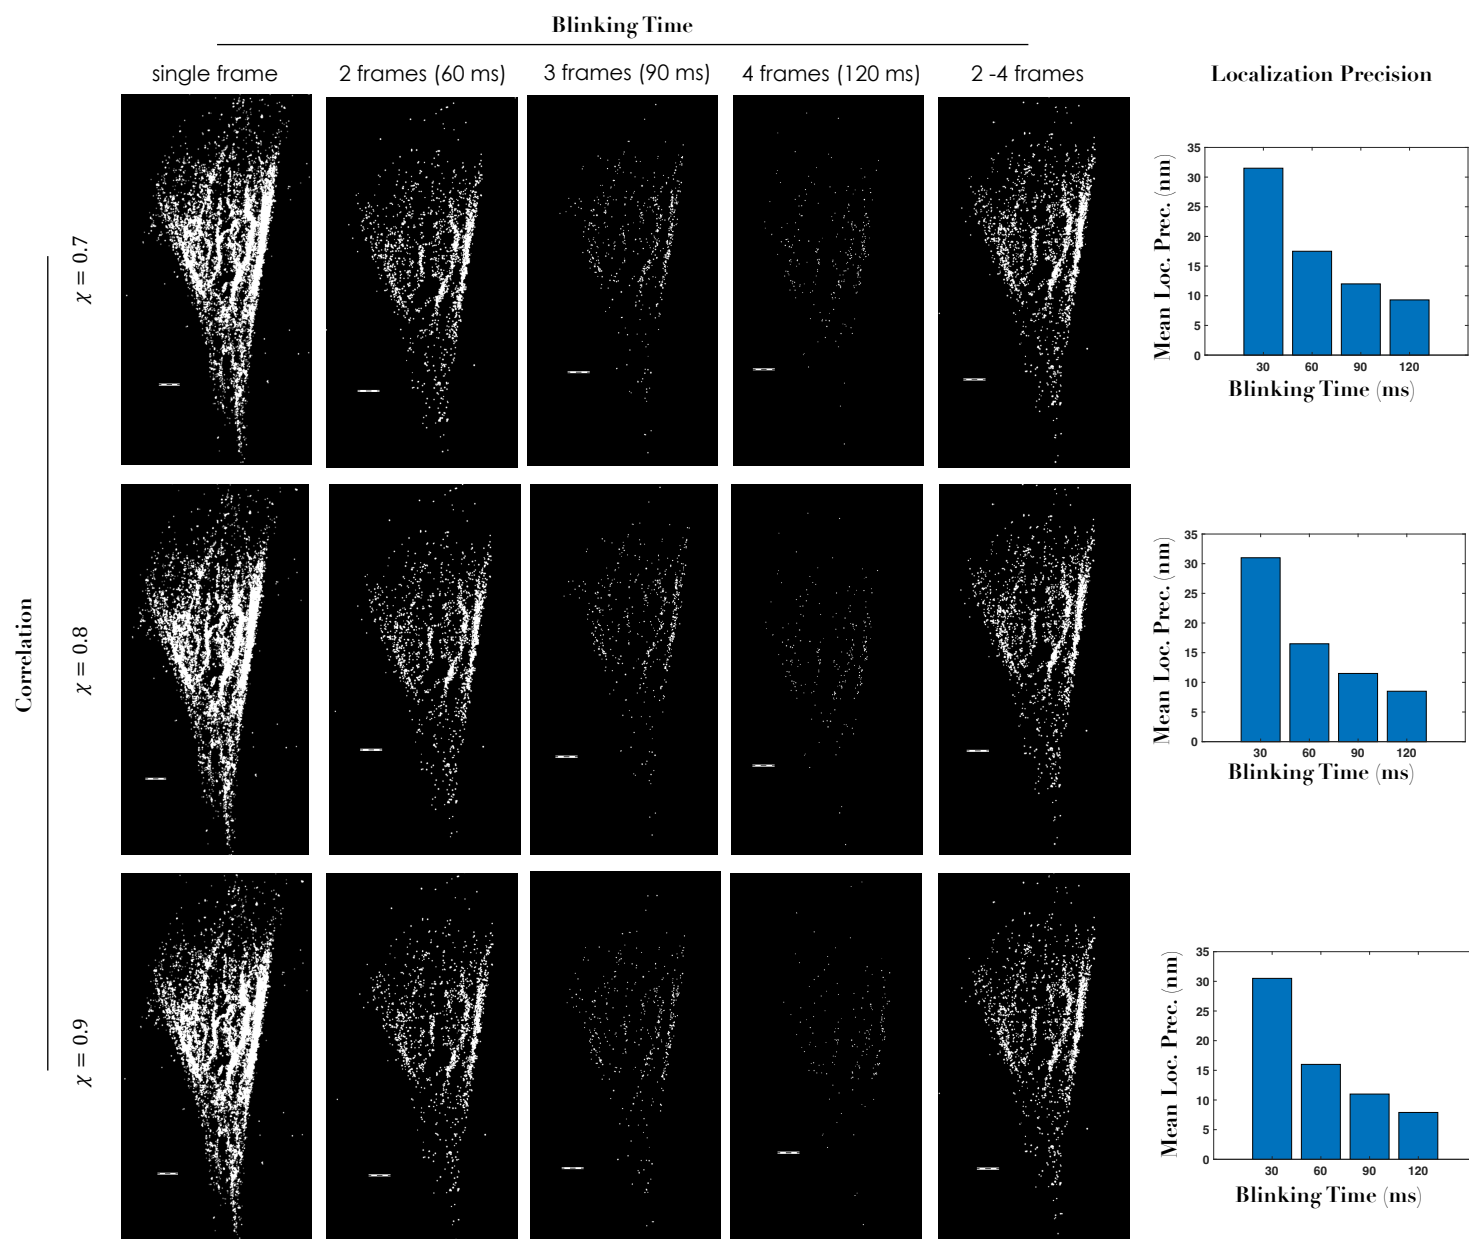 Blinking Time
single frame
2 frames (60 ms)
3 frames (90 ms)
4 frames (120 ms)
2 -4 frames
Localization Precision
Correlation
χ = 0.7
Mean Loc. Prec. (nm)
35
30
25
20
15
10
5
0
30 60 90 120
Blinking Time (ms)
χ = 0.8
Mean Loc. Prec. (nm)
35
30
25
20
15
10
5
0
30 60 90 120
Blinking Time (ms)
χ = 0.9
Mean Loc. Prec. (nm)
35
30
25
20
15
10
5
0
30 60 90 120
Blinking Time (ms)